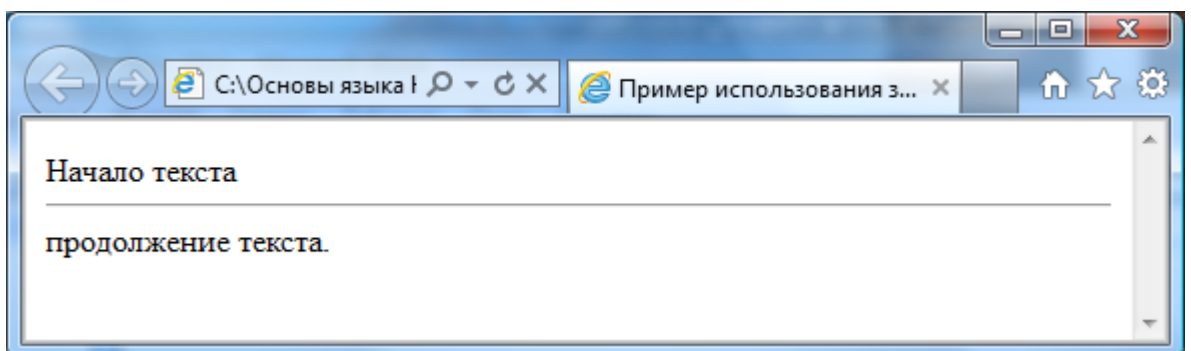 C:\Основы языка
Пример использования з...
Начало текста
продолжение текста.